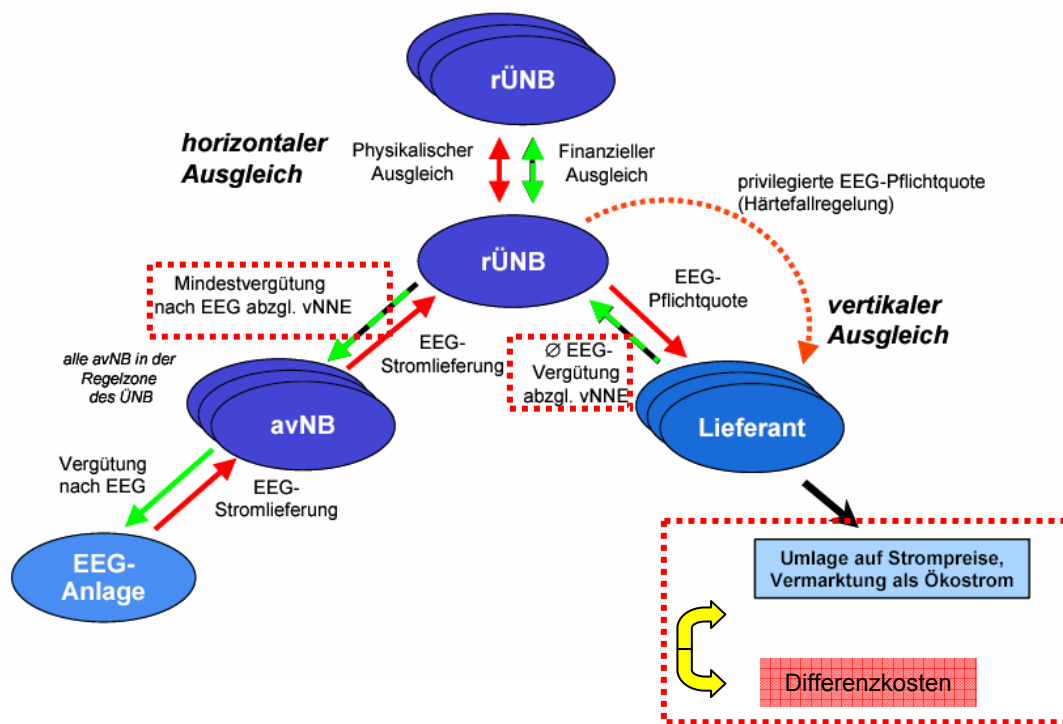 rÜNB
horizontaler
Ausgleich
Physikalischer
Ausgleich
Finanzieller
Ausgleich
privilegierte EEG-Pflichtquote
(Härtefallregelung)
rÜNB
Mindestvergütung
nach EEG abzgl. vNNE
EEG-
Pflichtquote
vertikaler
Ausgleich
EEG-
Stromlieferung
Ø EEG-
Vergütung
abzgl. vNNE
alle avNB in der
Regelzone
des ÜNB
avNB
Lieferant
Vergütung
nach EEG
EEG-
Stromlieferung
EEG-
Anlage
Umlage auf Strompreise,
Vermarktung als Ökostrom
Differenzkosten